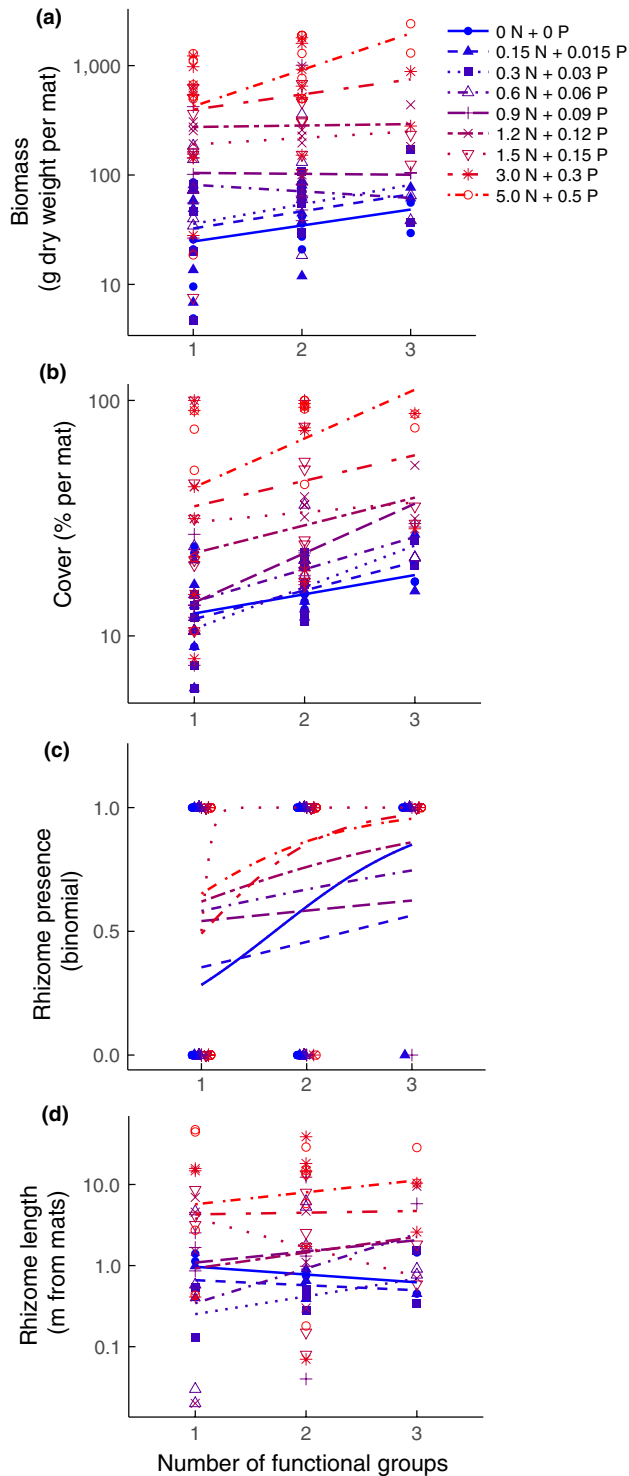 (a)
1,000
100
10
Biomass
(g dry weight per mat)
1 2 3
0 N + 0 P
0.15 N + 0.015 P
0.3 N + 0.03 P
0.6 N + 0.06 P
0.9 N + 0.09 P
1.2 N + 0.12 P
1.5 N + 0.15 P
3.0 N + 0.3 P
5.0 N + 0.5 P
(b)
100
10
Cover (% per mat)
1 2 3
(c)
1.0
0.5
0.0
Rhizome presence
(binomial)
1 2 3
(d)
10.0
1.0
0.1
Rhizome length
(m from mats)
1 2 3
Number of functional groups